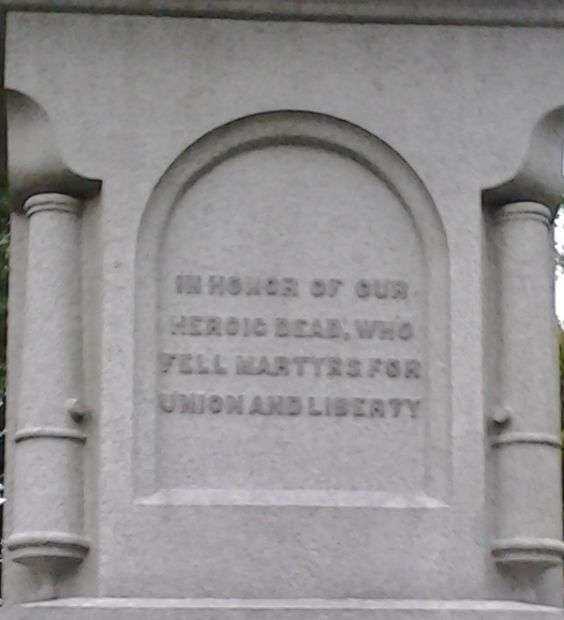 IN HONOR OF OUR
HEROIC DEAD, WHO
FELL MARTYRS FOR
UNION AND LIBERTY